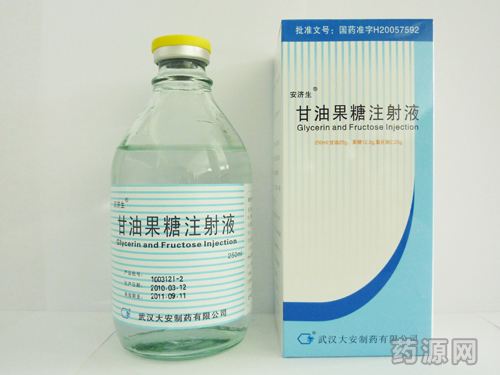 安济生®
甘油果糖注射液
Glycerin and Fructose Injection
250ml
1003121-2
2010-03-12
2011-09-11
武汉大安制药有限公司
批准文号:国药准字H20057592
安济生®
甘油果糖注射液
Glycerin and Fructose Injection
武汉大安制药有限公司
药源网